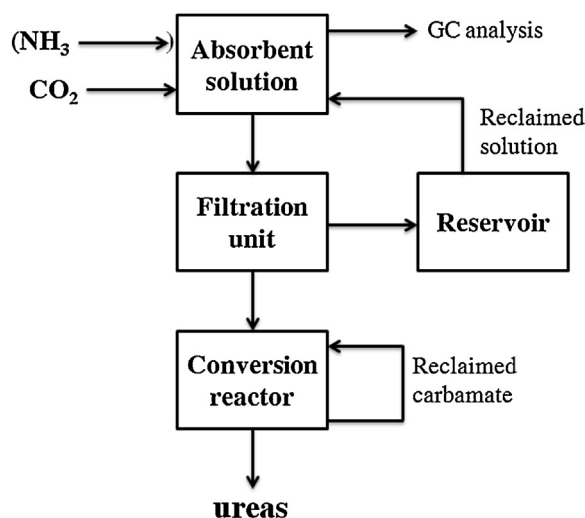 (NH₃ )
CO₂
Absorbent
solution
GC analysis
Reclaimed
solution
Filtration
unit
Reservoir
Conversion
reactor
Reclaimed
carbamate
ureas